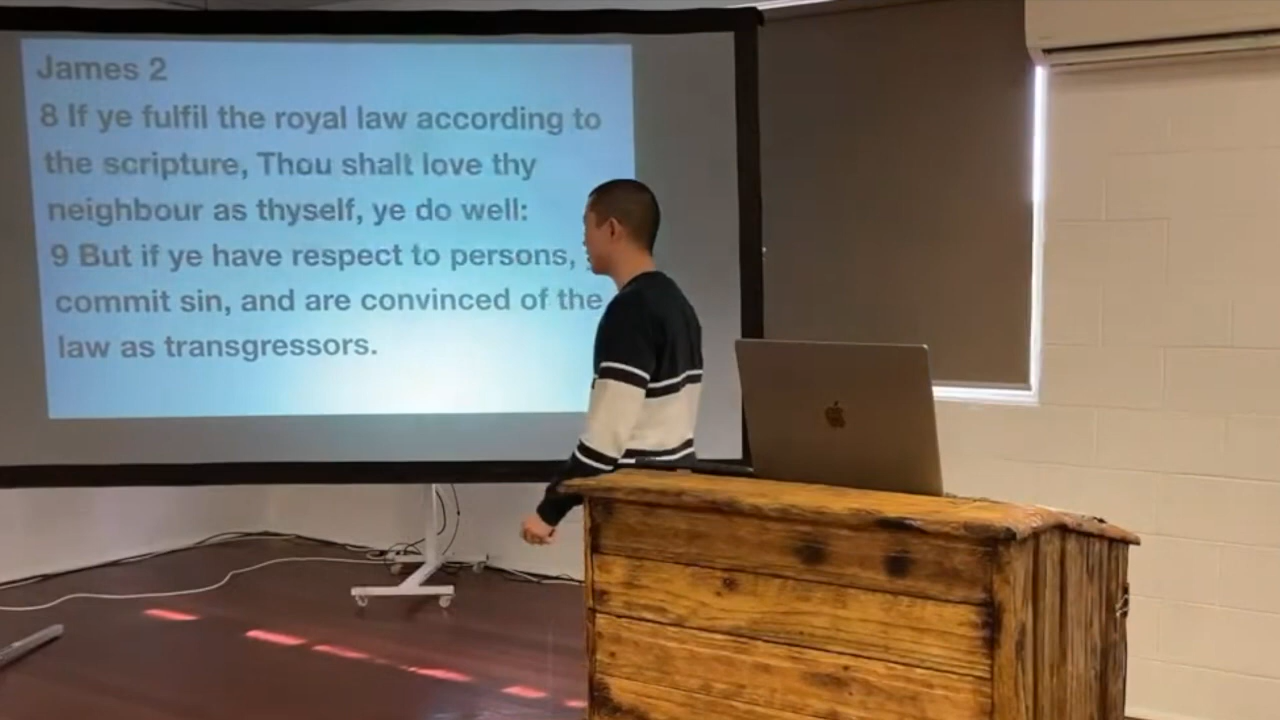 James 2
8 If ye fulfil the royal law according to
the scripture, Thou shalt love thy
neighbour as thyself, ye do well:
9 But if ye have respect to persons,
commit sin, and are convinced of the
law as transgressors.